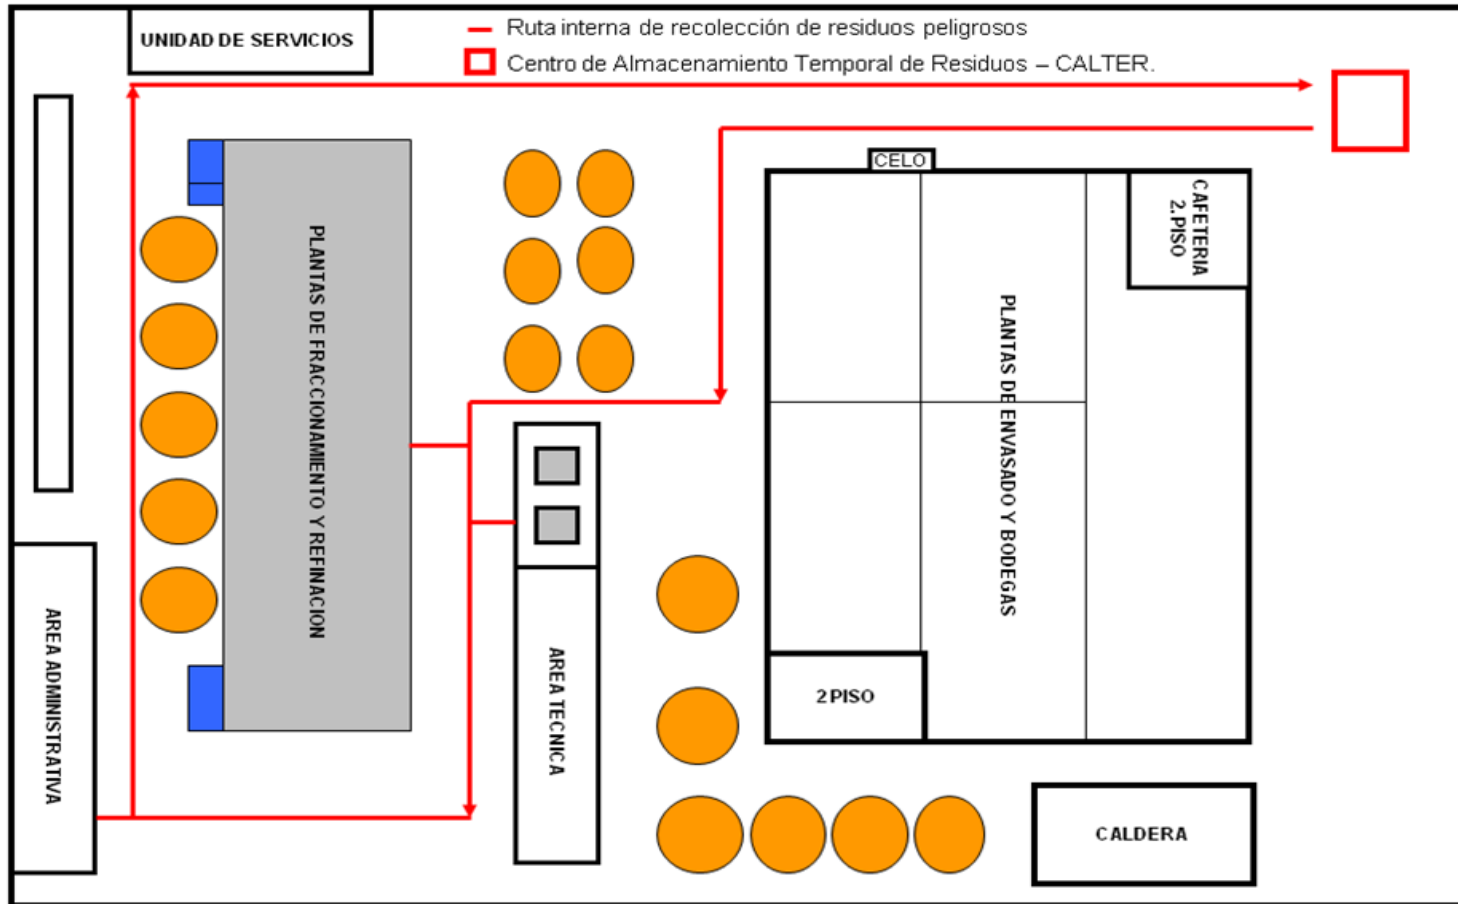 UNIDAD DE SERVICIOS
Ruta interna de recolección de residuos peligrosos
Centro de Almacenamiento Temporal de Residuos – CALTER.
CELO
CAFETERIA
2. PISO
PLANTAS DE FRACCIONAMIENTO Y REFINACION
PLANTAS DE ENVASADO Y BODEGAS
AREA ADMINISTRATIVA
AREA TECNICA
2 PISO
CALDERA